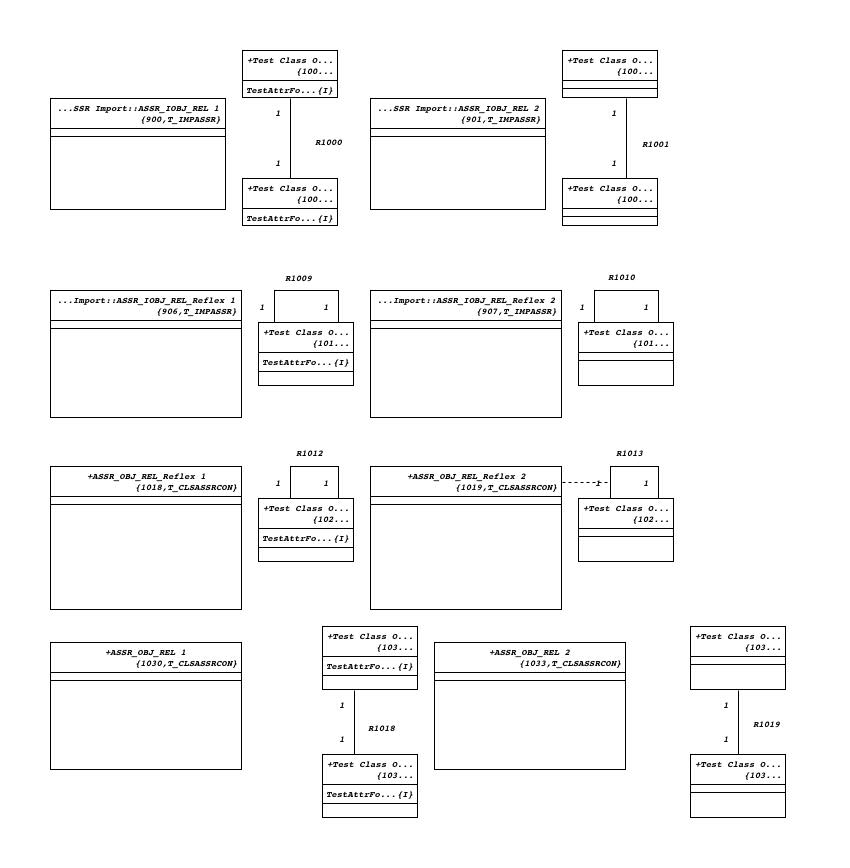 +Test Class O...
{100...
TestAttrFo...{I}
+Test Class O...
{100...
...SSR Import::ASSR_IOBJ_REL 1
{900,T_IMPASSR}
1
R1000
1
+Test Class O...
{100...
TestAttrFo...{I}
...SSR Import::ASSR_IOBJ_REL 2
{901,T_IMPASSR}
1
R1001
1
+Test Class O...
{100...
R1009
...Import::ASSR_IOBJ_REL_Reflex 1
{906,T_IMPASSR}
1
1
+Test Class O...
{101...
TestAttrFo...{I}
R1010
...Import::ASSR_IOBJ_REL_Reflex 2
{907,T_IMPASSR}
1
1
+Test Class O...
{101...
R1012
+ASSR_OBJ_REL_Reflex 1
{1018,T_CLSASSRCON}
1
1
+Test Class O...
{102...
TestAttrFo...{I}
R1013
+ASSR_OBJ_REL_Reflex 2
{1019,T_CLSASSRCON}
1
1
+Test Class O...
{102...
+ASSR_OBJ_REL 1
{1030,T_CLSASSRCON}
+Test Class O...
{103...
TestAttrFo...{I}
1
R1018
1
+Test Class O...
{103...
TestAttrFo...{I}
+ASSR_OBJ_REL 2
{1033,T_CLSASSRCON}
+Test Class O...
{103...
1
R1019
1
+Test Class O...
{103...